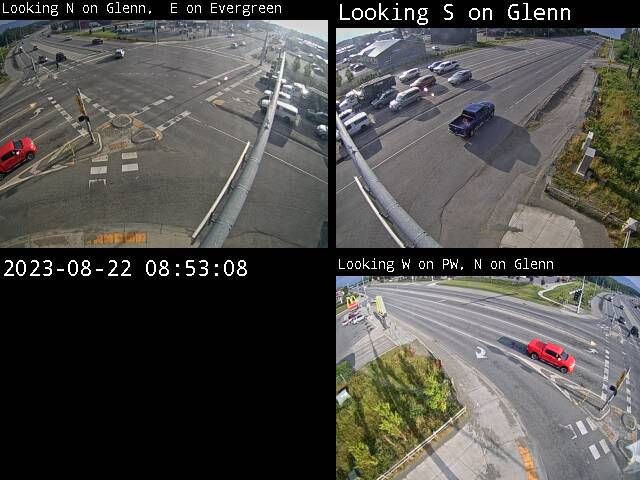 Looking N on Glenn,  E on Evergreen
Looking S on Glenn
2023-08-22 08:53:08
Looking W on PW, N on Glenn